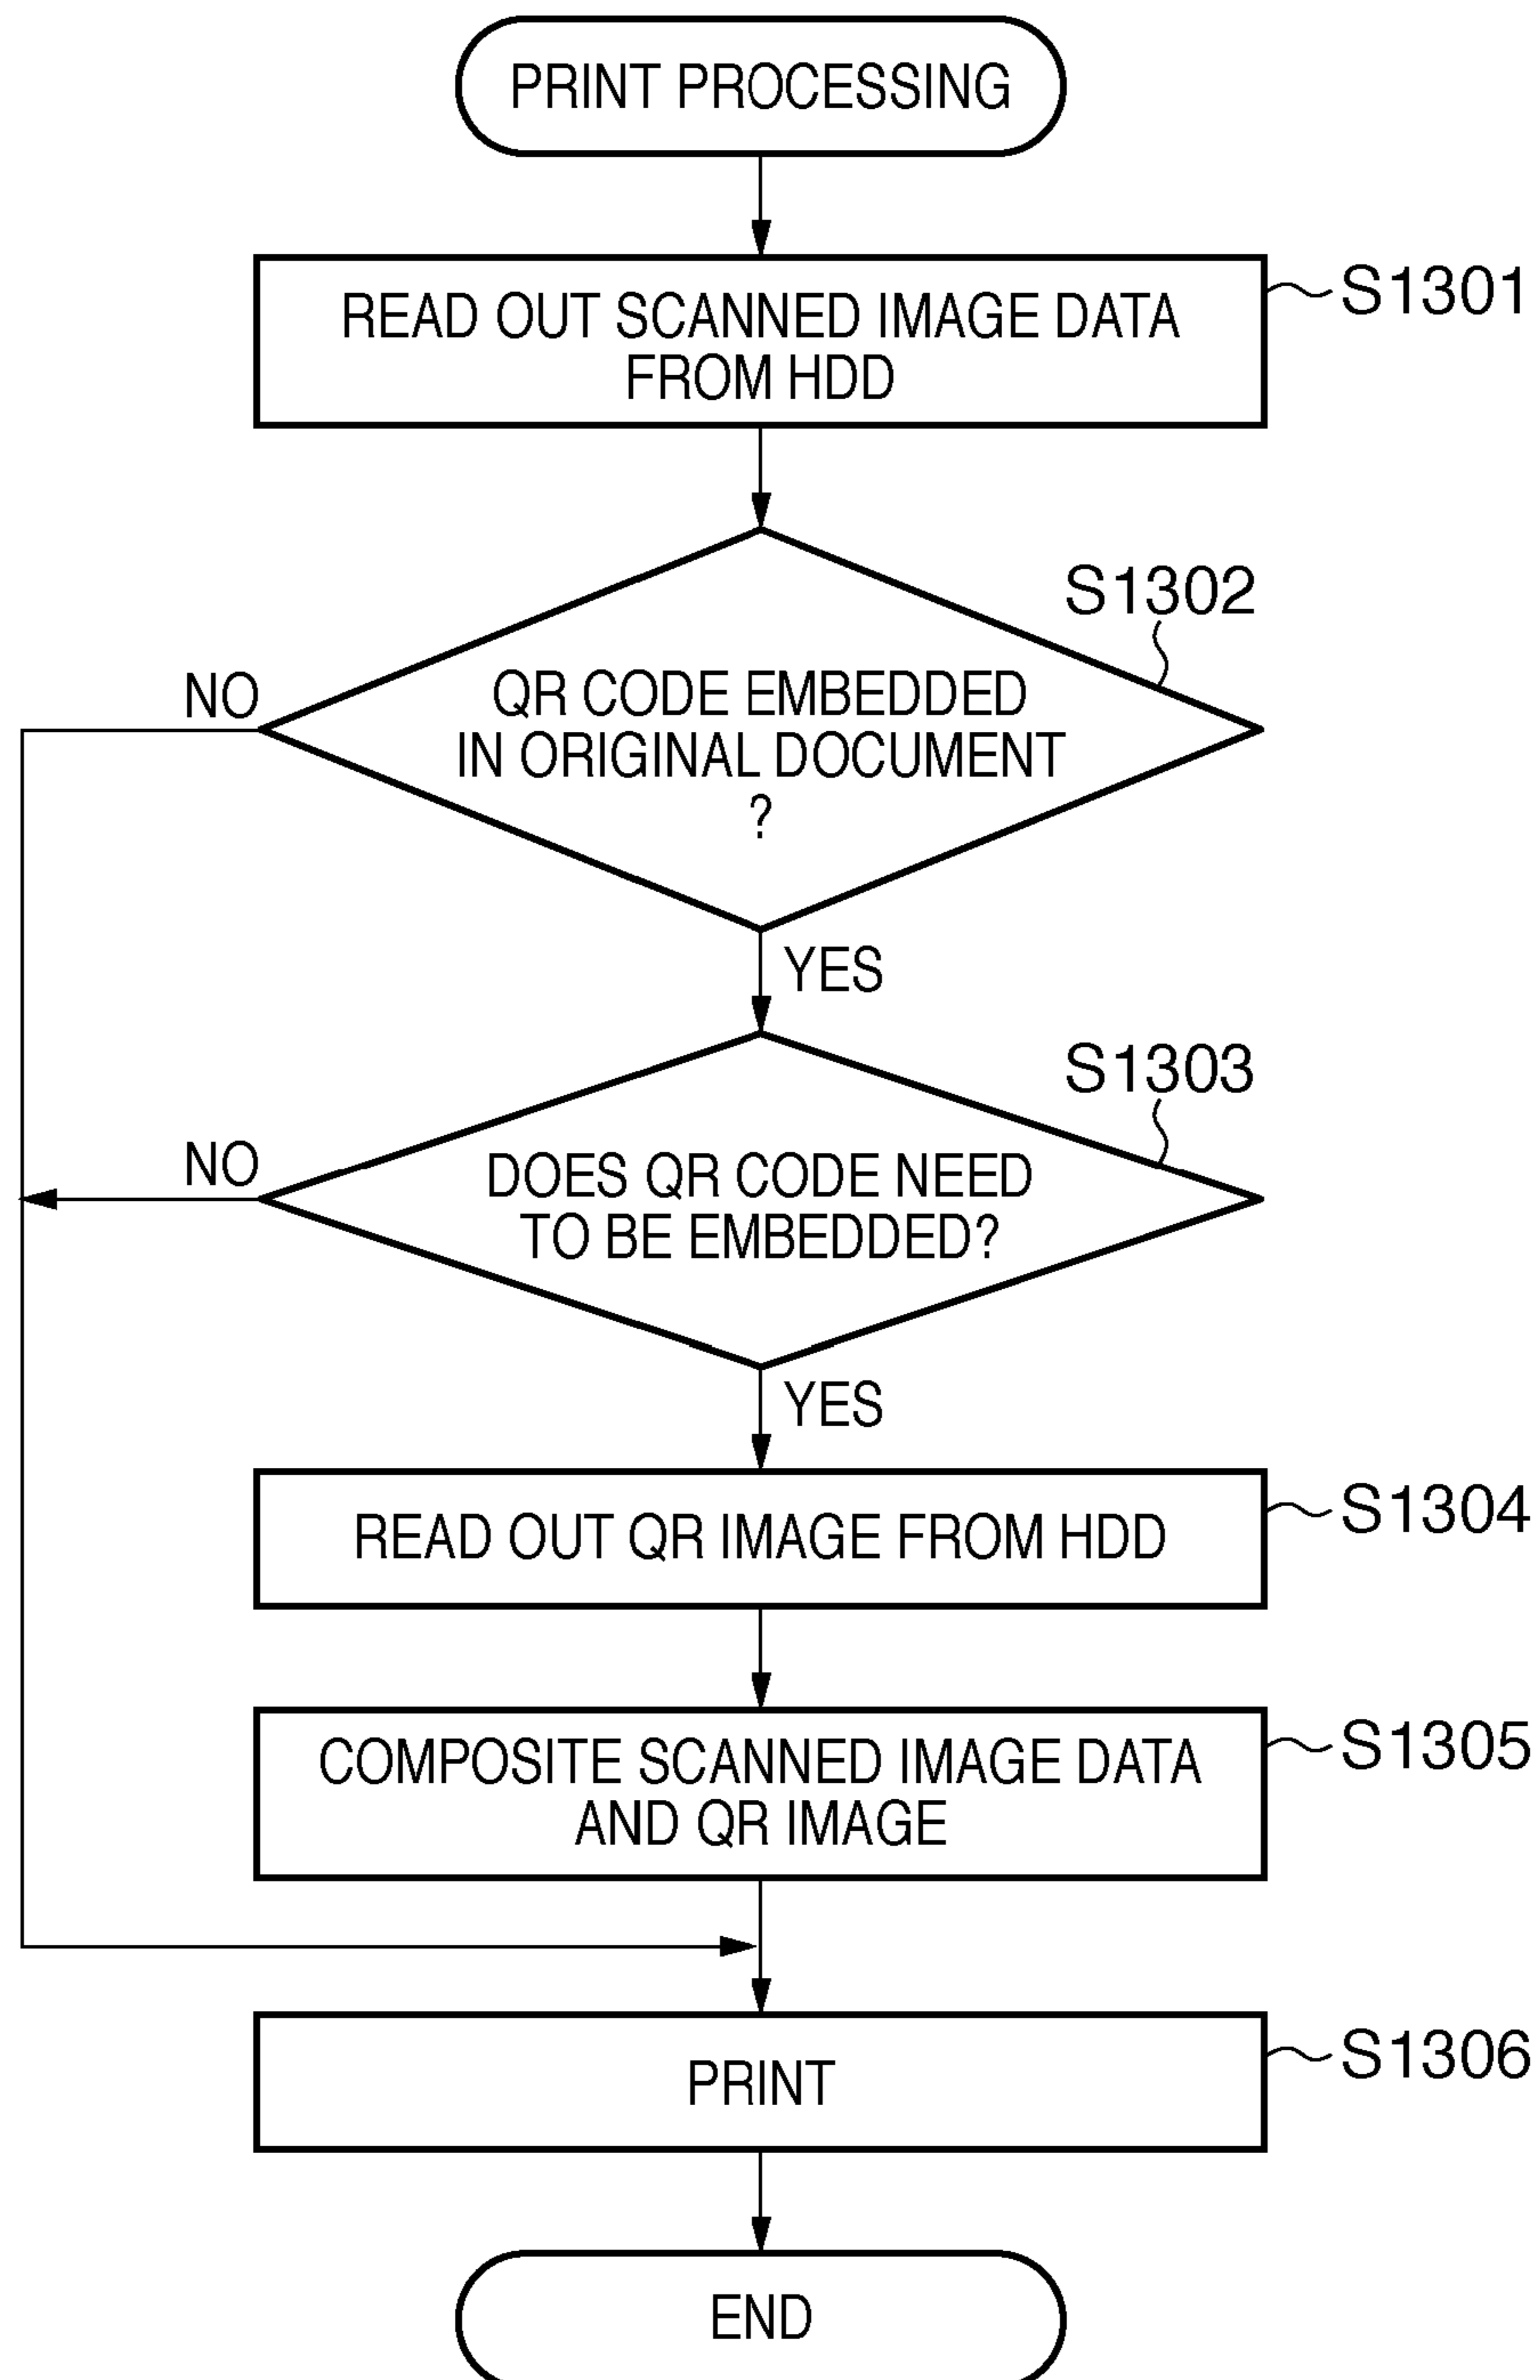 PRINT PROCESSING
READ OUT SCANNED IMAGE DATA
FROM HDD
S1301
S1302
QR CODE EMBEDDED
IN ORIGINAL DOCUMENT
?
NO
YES
S1303
DOES QR CODE NEED
TO BE EMBEDDED?
NO
YES
READ OUT QR IMAGE FROM HDD
S1304
COMPOSITE SCANNED IMAGE DATA
AND QR IMAGE
S1305
PRINT
S1306
END